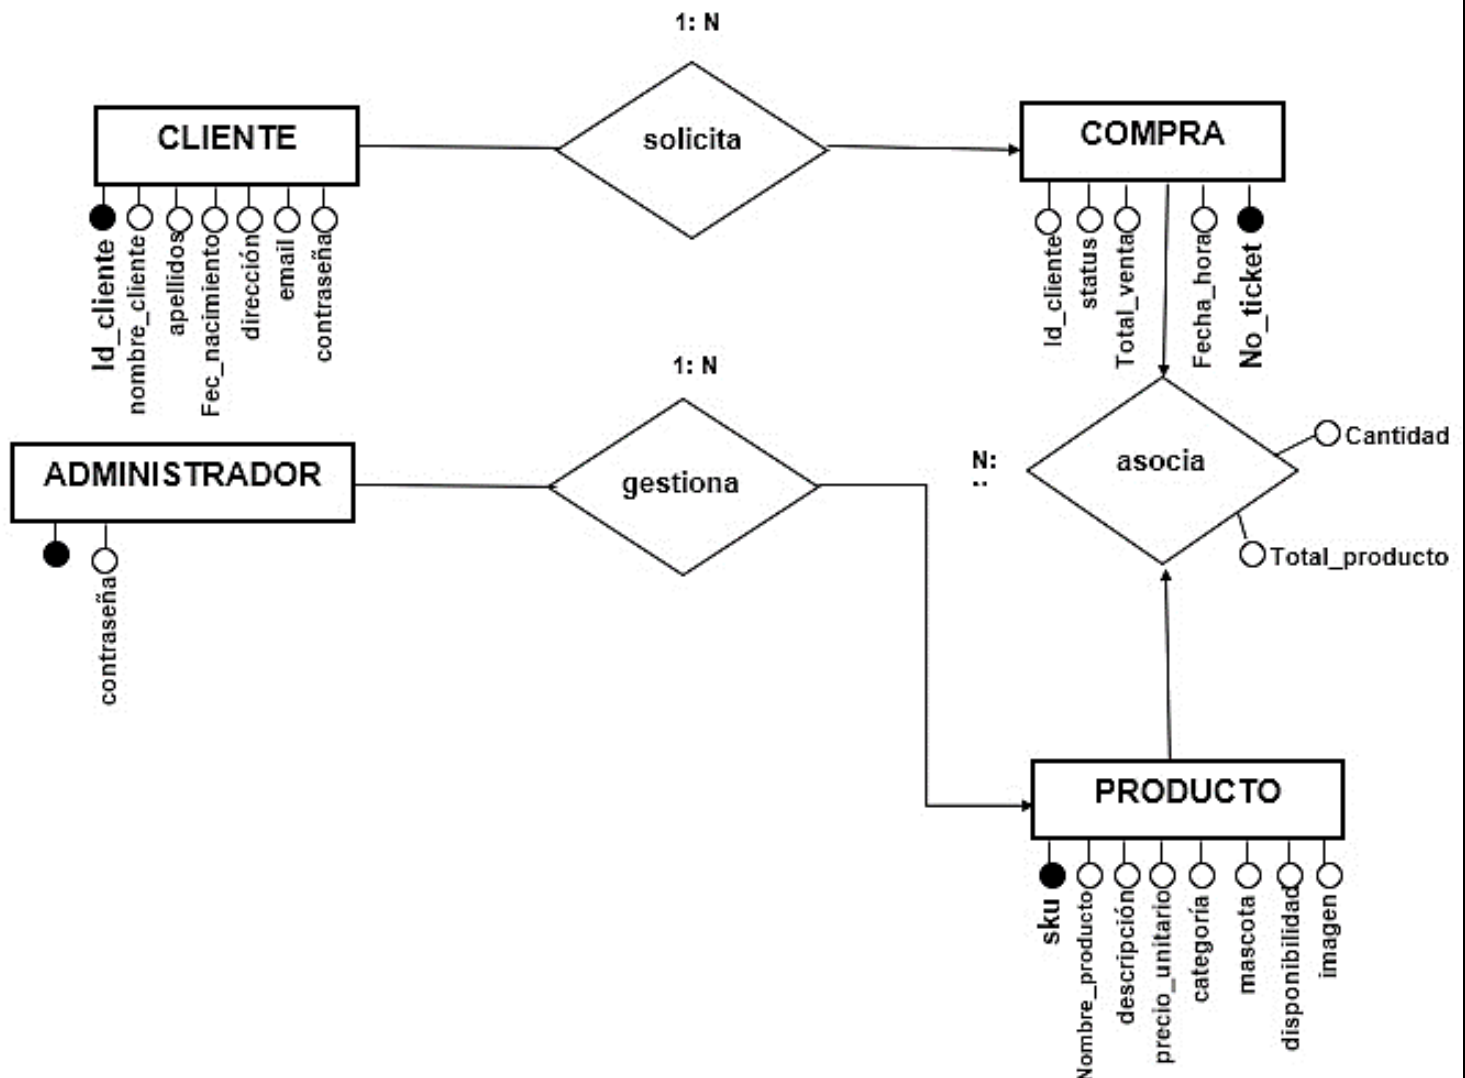 1: N
CLIENTE
solicita
COMPRA
Id_cliente
nombre_cliente
apellidos
Fec_nacimiento
dirección
email
contraseña
Id_cliente
status
Total_venta
Fecha_hora
No_ticket
1: N
ADMINISTRADOR
gestiona
N:
asocia
Cantidad
Total_producto
contraseña
PRODUCTO
sku
Nombre_producto
descripción
precio_unitario
categoría
mascota
disponibilidad
imagen